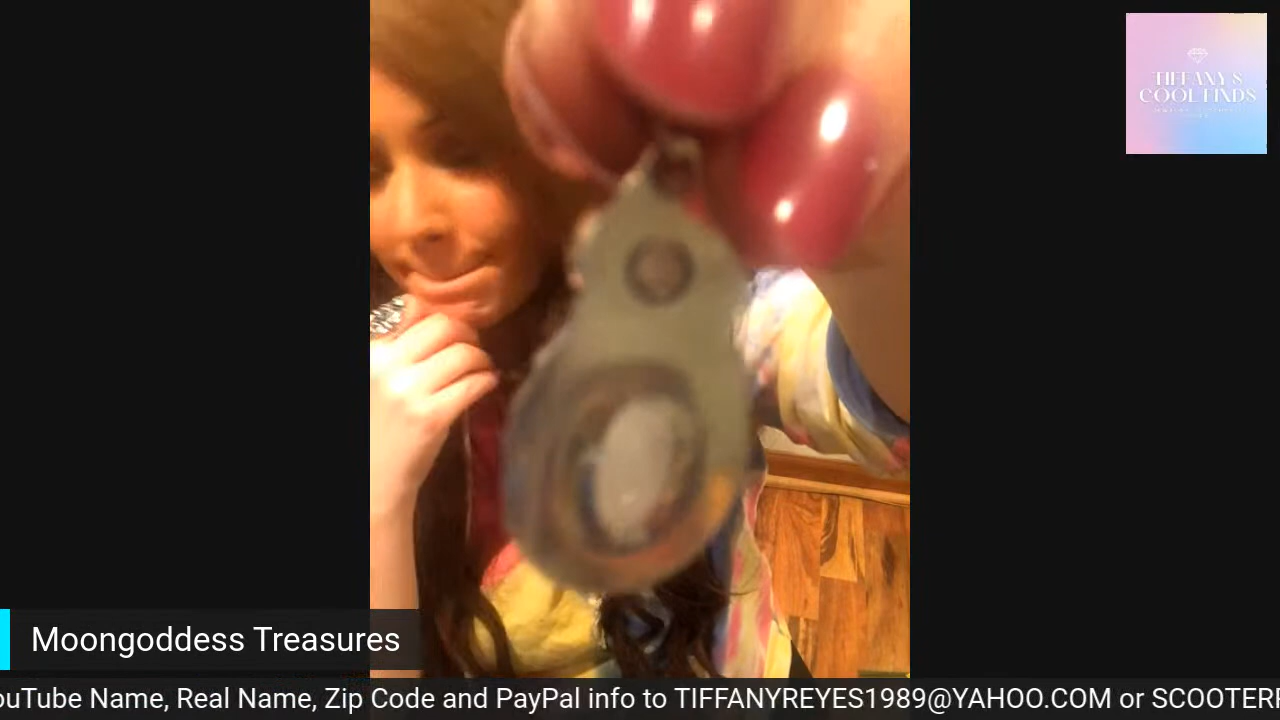 TIFFANY'S
COOL FINDS
Moongoddess Treasures
ouTube Name, Real Name, Zip Code and PayPal info to TIFFANYREYES1989@YAHOO.COM or SCOOTER